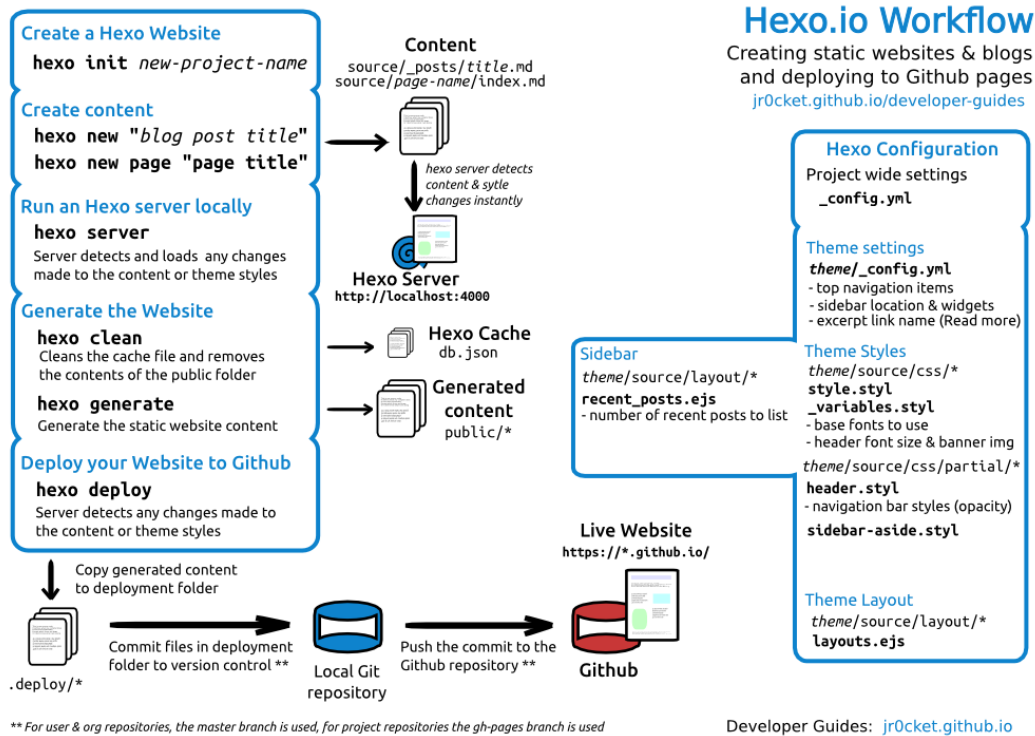 Hexo.io Workflow
Creating static websites & blogs
and deploying to Github pages
jr0cket.github.io/developer-guides
Create a Hexo Website
hexo init new-project-name
Create content
hexo new "blog post title"
hexo new page "page title"
Run an Hexo server locally
hexo server
Server detects and loads any changes
made to the content or theme styles
Generate the Website
hexo clean
Cleans the cache file and removes
the contents of the public folder
hexo generate
Generate the static website content
Deploy your Website to Github
hexo deploy
Server detects any changes made to
the content or theme styles
Content
source/_posts/title.md
source/page-name/index.md
hexo server detects
content & sytle
changes instantly
Hexo Server
http://localhost:4000
Hexo Cache
db.json
Generated
content
public/*
Copy generated content
to deployment folder
.deploy/*
Commit files in deployment
folder to version control **
Local Git
repository
Push the commit to the
Github repository **
Live Website
https://*.github.io/
Github
Hexo Configuration
Project wide settings
_config.yml
Theme settings
theme/_config.yml
- top navigation items
- sidebar location & widgets
- excerpt link name (Read more)
Sidebar
theme/source/layout/*
recent_posts.ejs
- number of recent posts to list
Theme Styles
theme/source/css/*
style.styl
_variables.styl
- base fonts to use
- header font size & banner img
theme/source/css/partial/*
header.styl
- navigation bar styles (opacity)
sidebar-aside.styl
Theme Layout
theme/source/layout/*
layouts.ejs
** For user & org repositories, the master branch is used, for project repositories the gh-pages branch is used
Developer Guides: jr0cket.github.io